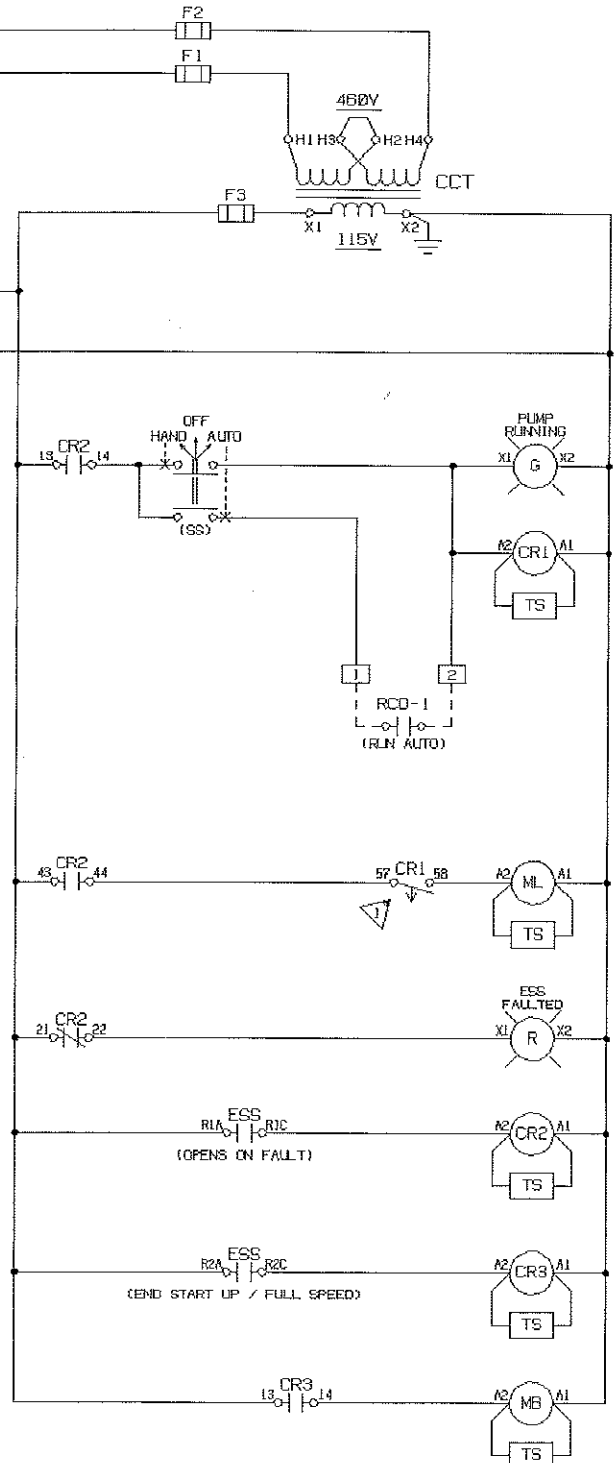 F2
F1
460V
H1 H3 H2 H4
CCT
F3
X1 X2
115V
OFF
HAND AUTO
13 CR2 14
(SS)
PUMP
RUNNING
X1 G X2
A2 CR1 A1
TS
1 2
RCO-1
(RUN AUTO)
43 CR2 44
57 CR1 58
1
A2 ML A1
TS
21 CR2 22
ESS
FAULTED
X1 R X2
R1A ESS R1C
(OPENS ON FAULT)
A2 CR2 A1
TS
R2A ESS R2C
(END START UP / FULL SPEED)
A2 CR3 A1
TS
13 CR3 14
A2 MB A1
TS